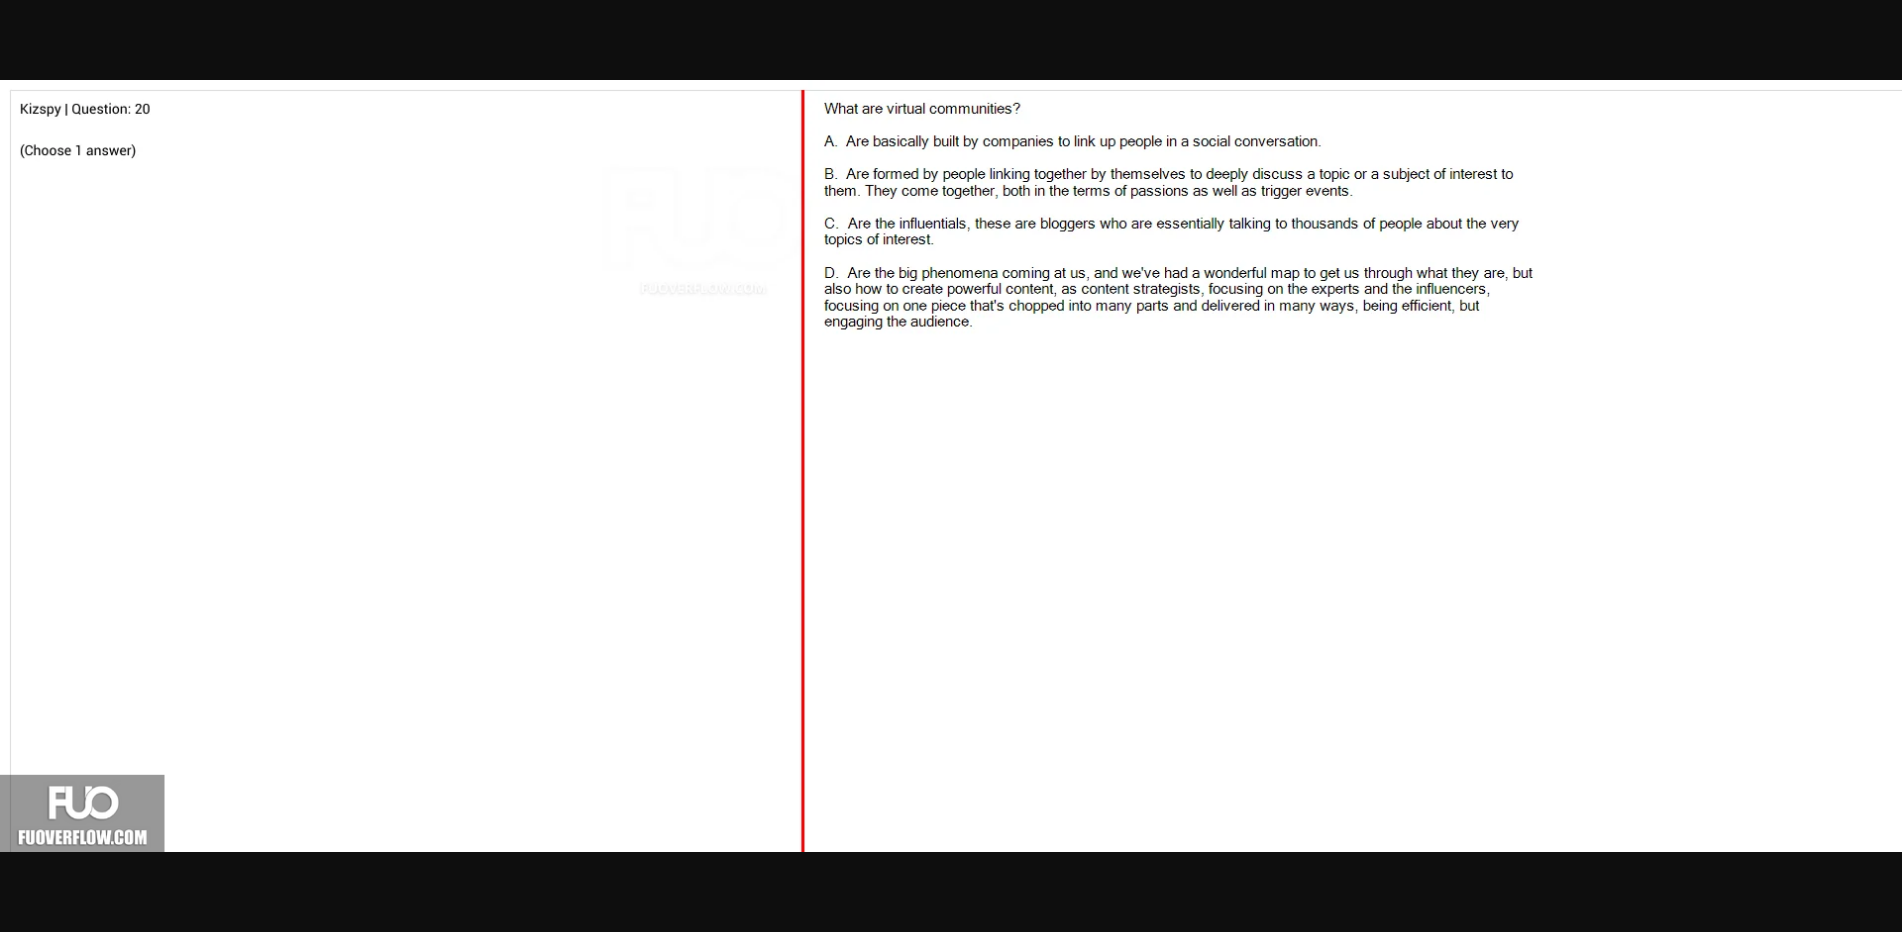 Kizspy | Question: 20
(Choose 1 answer)
What are virtual communities?
A.  Are basically built by companies to link up people in a social conversation.
B.  Are formed by people linking together by themselves to deeply discuss a topic or a subject of interest to
them. They come together, both in the terms of passions as well as trigger events.
C.  Are the influentials, these are bloggers who are essentially talking to thousands of people about the very
topics of interest.
D.  Are the big phenomena coming at us, and we've had a wonderful map to get us through what they are, but
also how to create powerful content, as content strategists, focusing on the experts and the influencers,
focusing on one piece that's chopped into many parts and delivered in many ways, being efficient, but
engaging the audience.
FUO
FUOVERFLOW.COM
FUO
FUOVERFLOW.COM